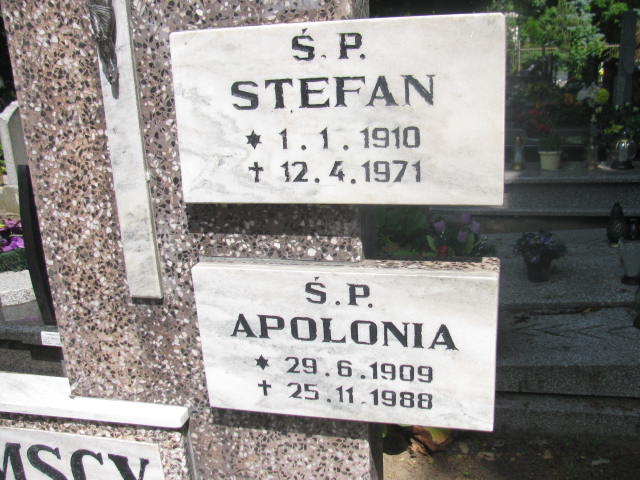 Ś.P.
STEFAN
* 1.1.1910
† 12.4.1971
Ś.P.
APOLONIA
* 29.6.1909
† 25.11.1988